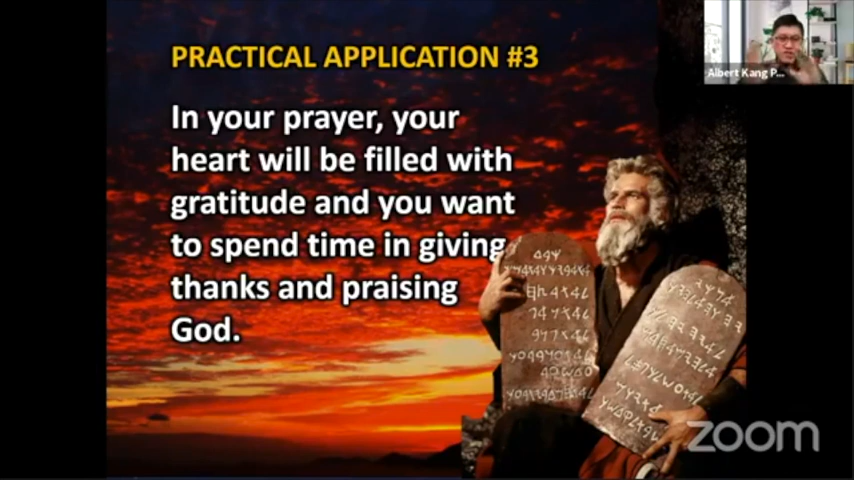 PRACTICAL APPLICATION #3
In your prayer, your
heart will be filled with
gratitude and you want
to spend time in giving
thanks and praising
God.
Albert Kang P...
zoom